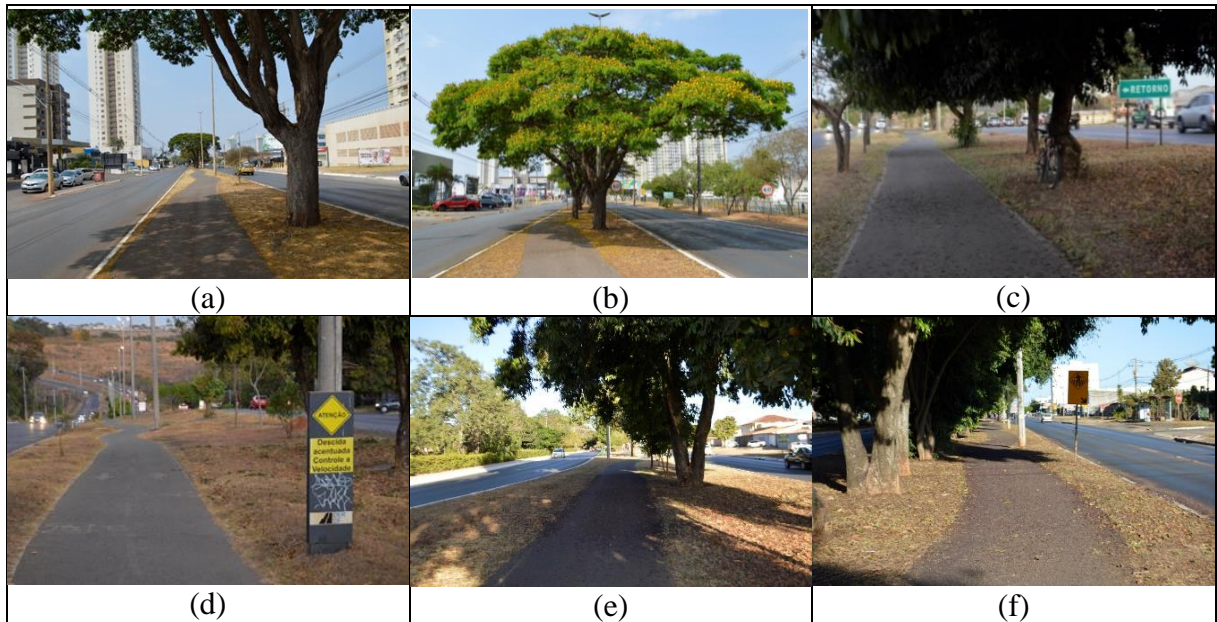 (a)
(b)
← RETORNO
(c)
ATENÇÃO
Descida
acentuada
Controle a
Velocidade
(d)
(e)
(f)